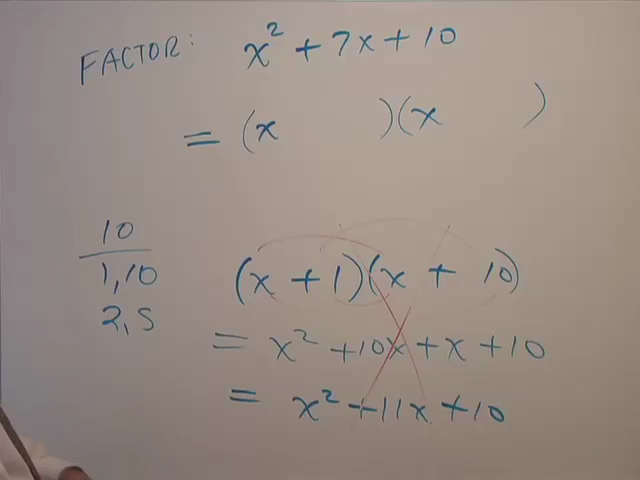 FACTOR: x² + 7x + 10
= (x )(x )
10
1, 10
2, 5
(x + 1)(x + 10)
= x² + 10x + x + 10
= x² + 11x + 10